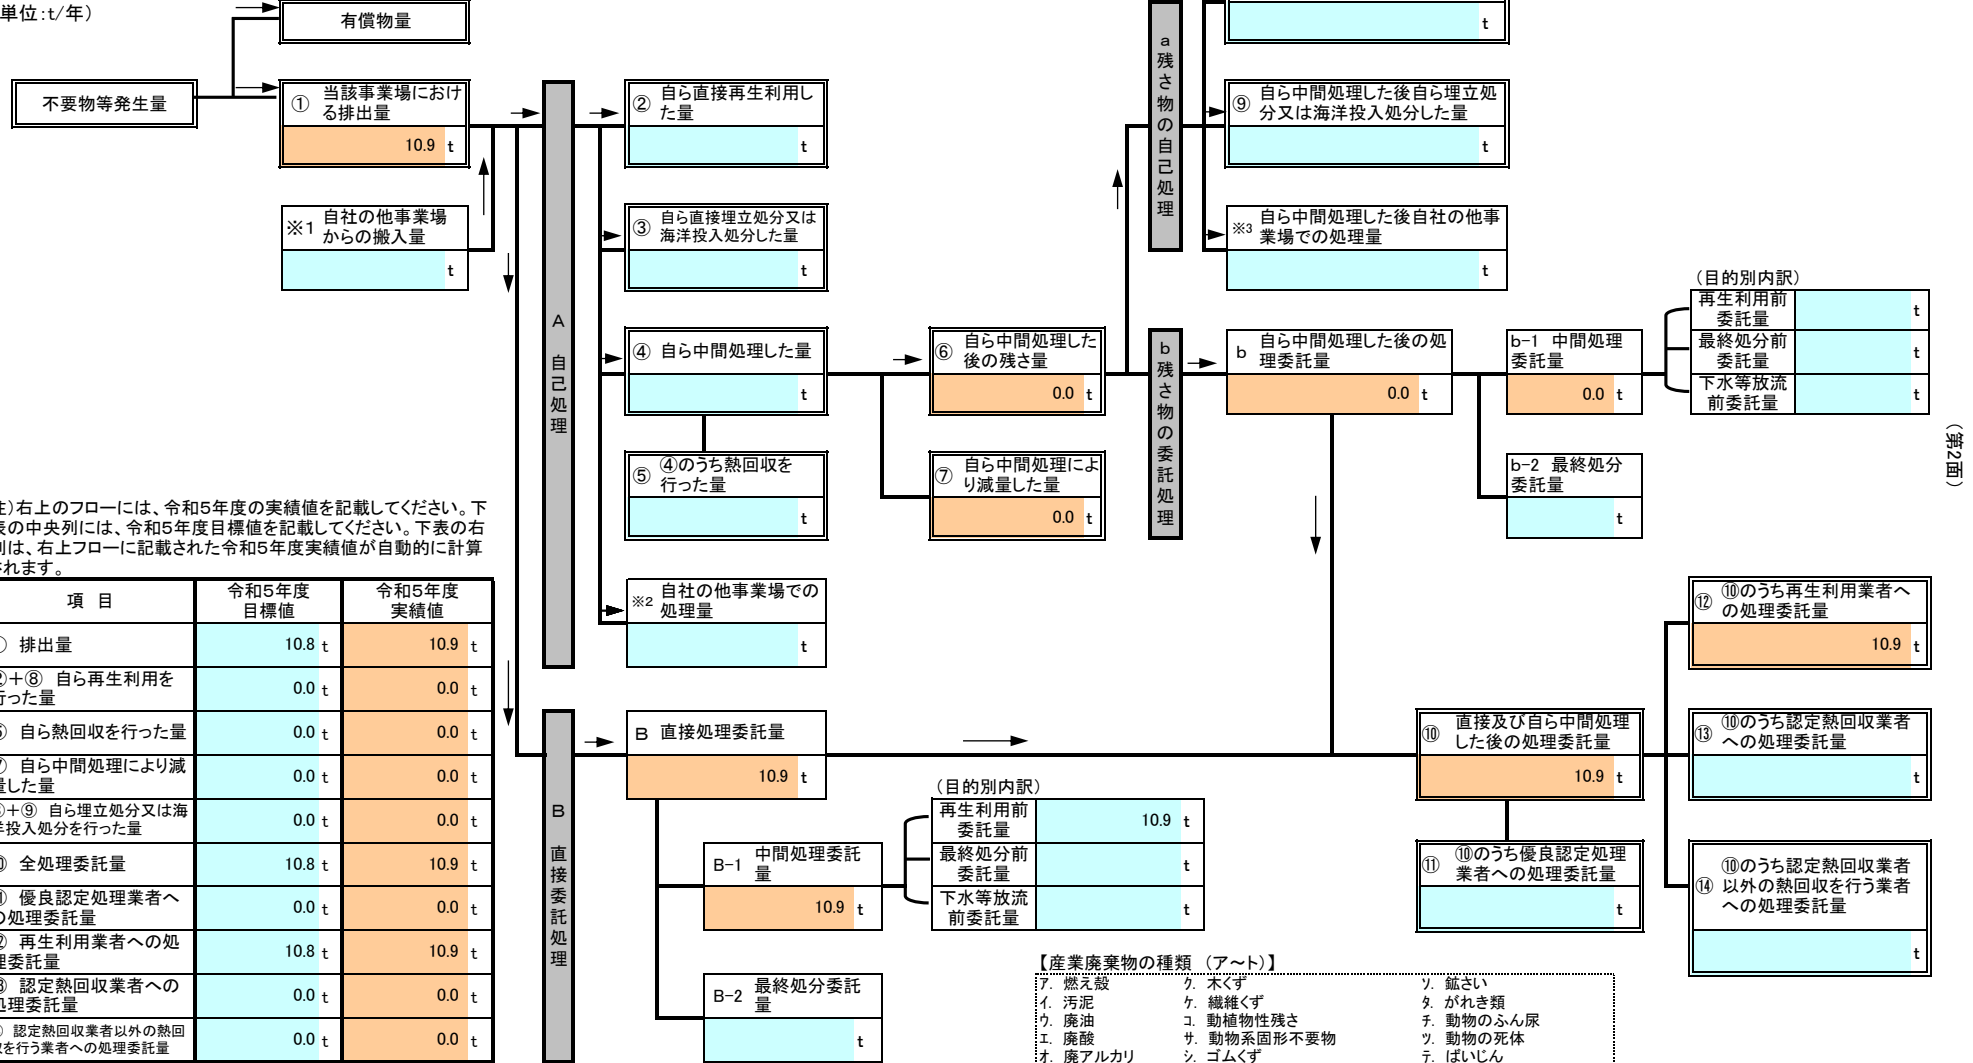 単位:t/年)
有償物量
不要物等発生量
① 当該事業場におけ
る排出量
10.9 t
※1 自社の他事業場
からの搬入量
t
A 自己処理
② 自ら直接再生利用し
た量
t
③ 自ら直接埋立処分又は
海洋投入処分した量
t
④ 自ら中間処理した量
t
⑤ ④のうち熱回収を
行った量
t
※2 自社の他事業場での
処理量
t
⑥ 自ら中間処理した
後の残さ量
0.0 t
⑦ 自ら中間処理によ
り減量した量
0.0 t
a残さ物の自己処理
t
⑨ 自ら中間処理した後自ら埋立処
分又は海洋投入処分した量
t
※3 自ら中間処理した後自社の他事
業場での処理量
t
b残さ物の委託処理
b 自ら中間処理した後の処
理委託量
0.0 t
b-1 中間処理
委託量
0.0 t
b-2 最終処分
委託量
t
(目的別内訳)
再生利用前
委託量
t
最終処分前
委託量
t
下水等放流
前委託量
t
(第2面)
)右上のフローには、令和5年度の実績値を記載してください。下
表の中央列には、令和5年度目標値を記載してください。下表の右
列は、右上フローに記載された令和5年度実績値が自動的に計算
されます。
項 目
令和5年度
目標値
令和5年度
実績値
排出量 10.8 t 10.9 t
②+⑧ 自ら再生利用を
行った量 0.0 t 0.0 t
自ら熱回収を行った量 0.0 t 0.0 t
自ら中間処理により減
量した量 0.0 t 0.0 t
+⑨ 自ら埋立処分又は海
洋投入処分を行った量 0.0 t 0.0 t
全処理委託量 10.8 t 10.9 t
優良認定処理業者へ
の処理委託量 0.0 t 0.0 t
再生利用業者への処
理委託量 10.8 t 10.9 t
認定熱回収業者への
処理委託量 0.0 t 0.0 t
認定熱回収業者以外の熱回
収を行う業者への処理委託量 0.0 t 0.0 t
B 直接委託処理
B 直接処理委託量
10.9 t
B-1 中間処理委託
量
10.9 t
B-2 最終処分委託
量
t
(目的別内訳)
再生利用前
委託量
10.9 t
最終処分前
委託量
t
下水等放流
前委託量
t
⑩ 直接及び自ら中間処理
した後の処理委託量
10.9 t
⑪ ⑩のうち優良認定処理
業者への処理委託量
t
⑫ ⑩のうち再生利用業者へ
の処理委託量
10.9 t
⑬ ⑩のうち認定熱回収業者
への処理委託量
t
⑭ ⑩のうち認定熱回収業者
以外の熱回収を行う業者
への処理委託量
t
【産業廃棄物の種類 (ア~ト)】
ア. 燃え殻 ク. 木くず ソ. 鉱さい
イ. 汚泥 ケ. 繊維くず タ. がれき類
ウ. 廃油 コ. 動植物性残さ チ. 動物のふん尿
エ. 廃酸 サ. 動物系固形不要物 ツ. 動物の死体
オ. 廃アルカリ シ. ゴムくず テ. ばいじん